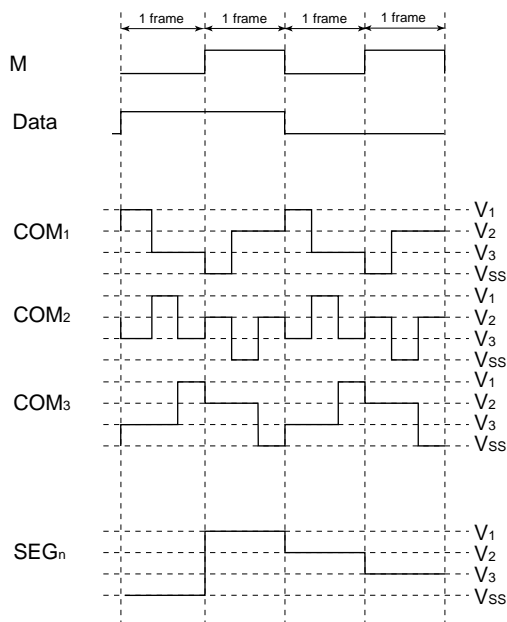 1 frame 1 frame 1 frame 1 frame
M
Data
V1
COM1 V2
V3
VSS
V1
COM2 V2
V3
VSS
V1
COM3 V2
V3
VSS
V1
SEGn V2
V3
VSS